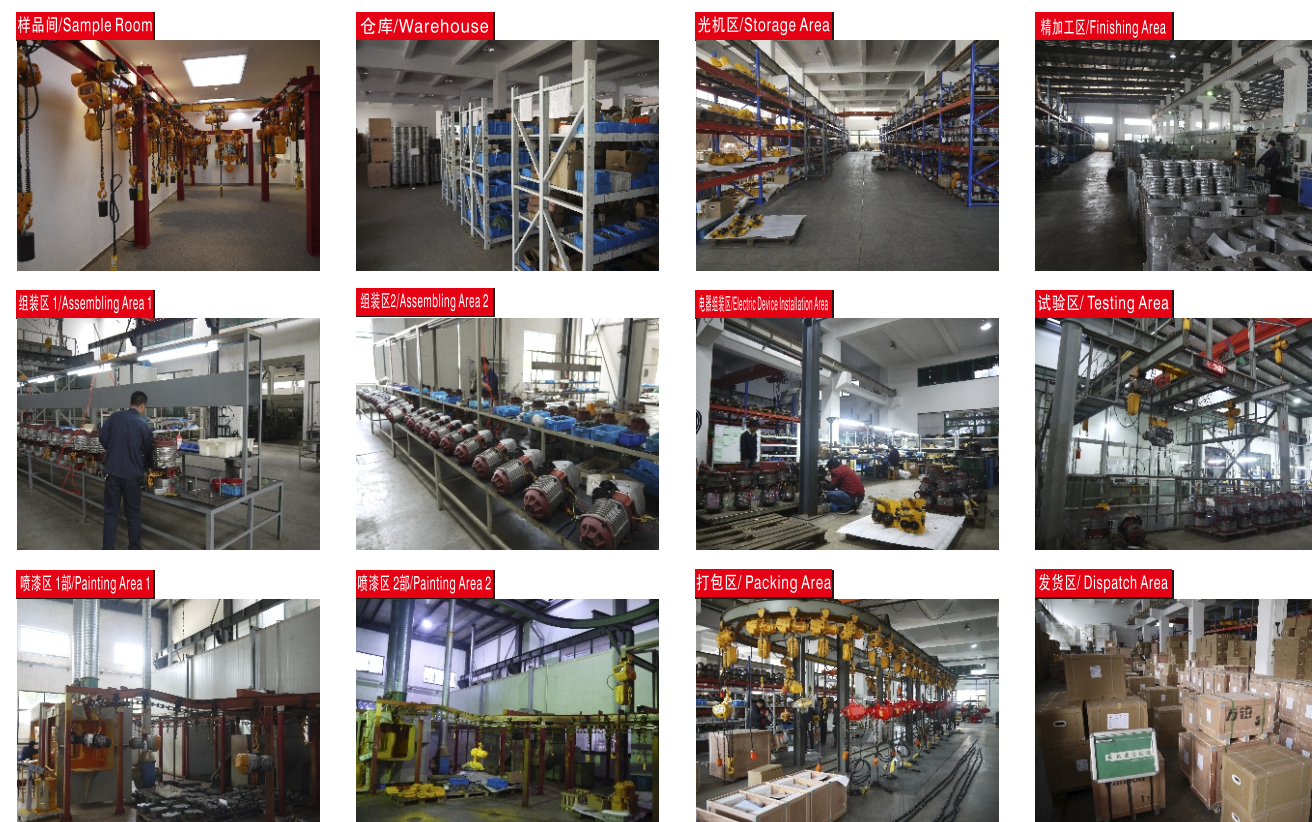 样品间/Sample Room
仓库/Warehouse
光机区/Storage Area
精加工区/Finishing Area
组装区 1/Assembling Area 1
组装区2/Assembling Area 2
电器组装区/Electric Device Installation Area
试验区/ Testing Area
喷漆区 1部/Painting Area 1
喷漆区 2部/Painting Area 2
打包区/ Packing Area
发货区/ Dispatch Area